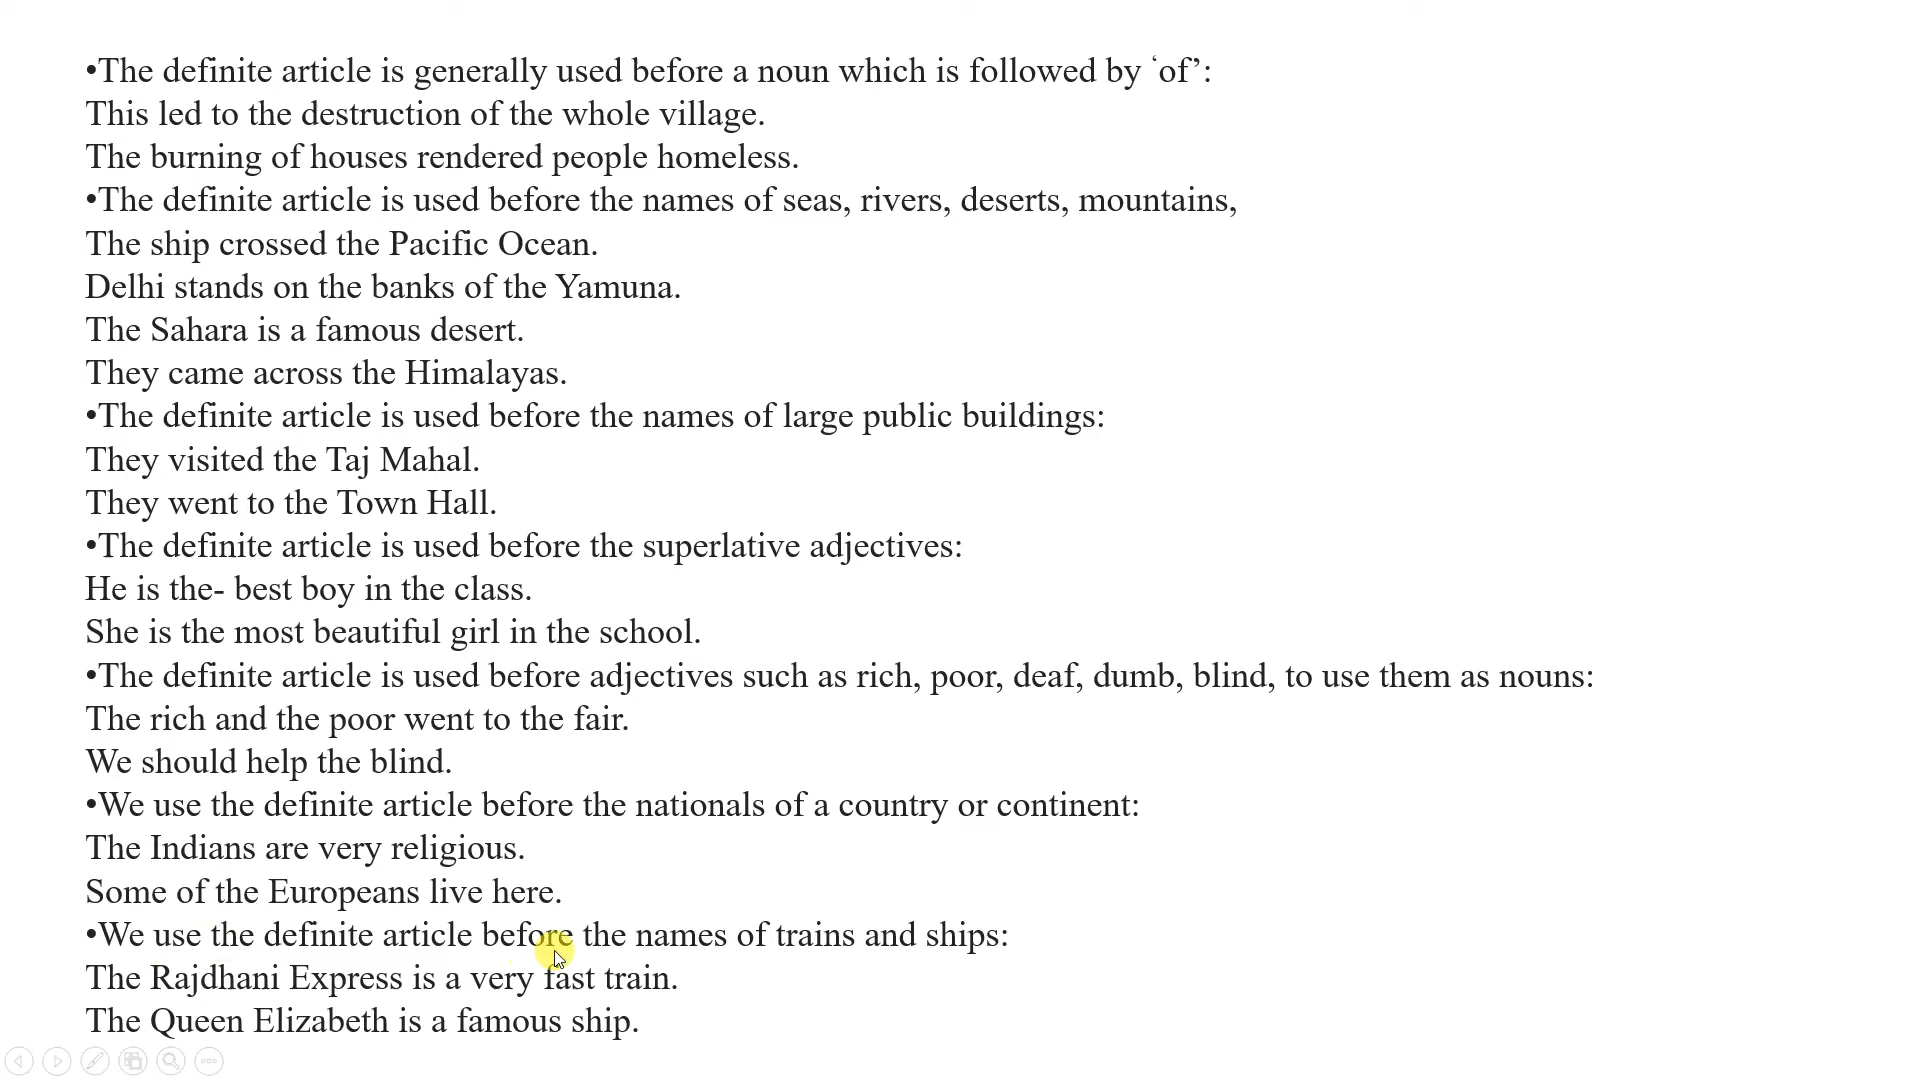 •The definite article is generally used before a noun which is followed by ‘of’:
This led to the destruction of the whole village.
The burning of houses rendered people homeless.
•The definite article is used before the names of seas, rivers, deserts, mountains,
The ship crossed the Pacific Ocean.
Delhi stands on the banks of the Yamuna.
The Sahara is a famous desert.
They came across the Himalayas.
•The definite article is used before the names of large public buildings:
They visited the Taj Mahal.
They went to the Town Hall.
•The definite article is used before the superlative adjectives:
He is the- best boy in the class.
She is the most beautiful girl in the school.
•The definite article is used before adjectives such as rich, poor, deaf, dumb, blind, to use them as nouns:
The rich and the poor went to the fair.
We should help the blind.
•We use the definite article before the nationals of a country or continent:
The Indians are very religious.
Some of the Europeans live here.
•We use the definite article before the names of trains and ships:
The Rajdhani Express is a very fast train.
The Queen Elizabeth is a famous ship.